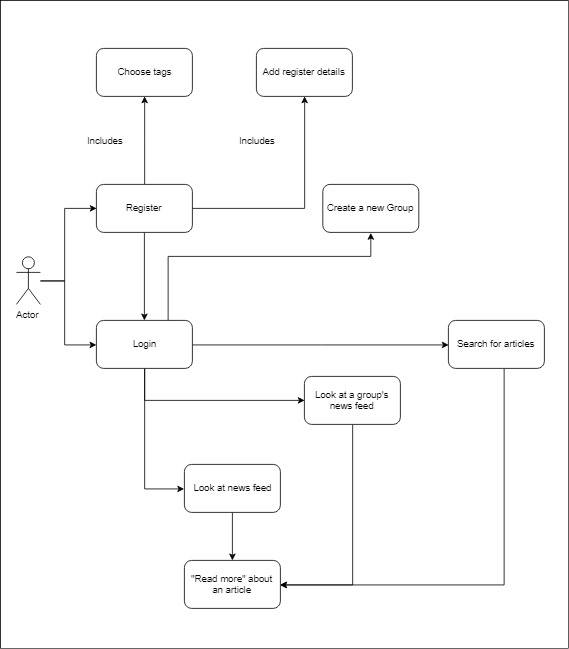 Choose tags
Add register details
Includes
Includes
Register
Create a new Group
Actor
Login
Search for articles
Look at a group's
news feed
Look at news feed
"Read more" about
an article